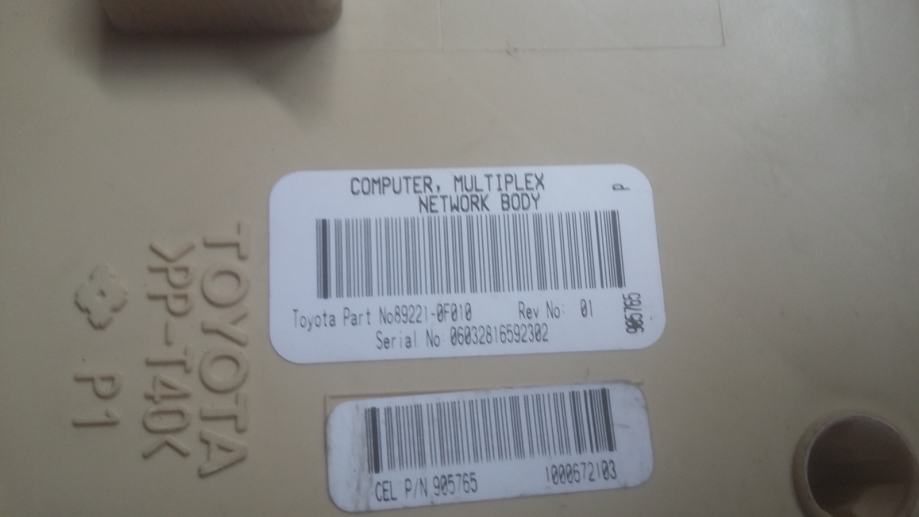 COMPUTER, MULTIPLEX
NETWORK BODY
P
Toyota Part No89221-0F010 Rev No: 01
Serial No 06032816592302
905765
CEL P/N 905765 1000672103
TOYOTA
>PP-T40<
P1